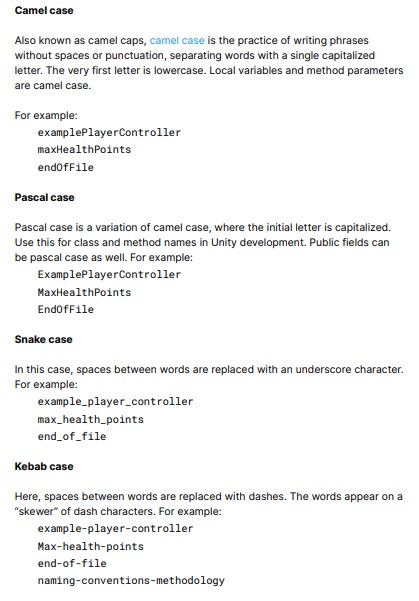 Camel case
Also known as camel caps, camel case is the practice of writing phrases
without spaces or punctuation, separating words with a single capitalized
letter. The very first letter is lowercase. Local variables and method parameters
are camel case.
For example:
examplePlayerController
maxHealthPoints
endOfFile
Pascal case
Pascal case is a variation of camel case, where the initial letter is capitalized.
Use this for class and method names in Unity development. Public fields can
be pascal case as well. For example:
ExamplePlayerController
MaxHealthPoints
EndOfFile
Snake case
In this case, spaces between words are replaced with an underscore character.
For example:
example_player_controller
max_health_points
end_of_file
Kebab case
Here, spaces between words are replaced with dashes. The words appear on a
“skewer” of dash characters. For example:
example-player-controller
Max-health-points
end-of-file
naming-conventions-methodology